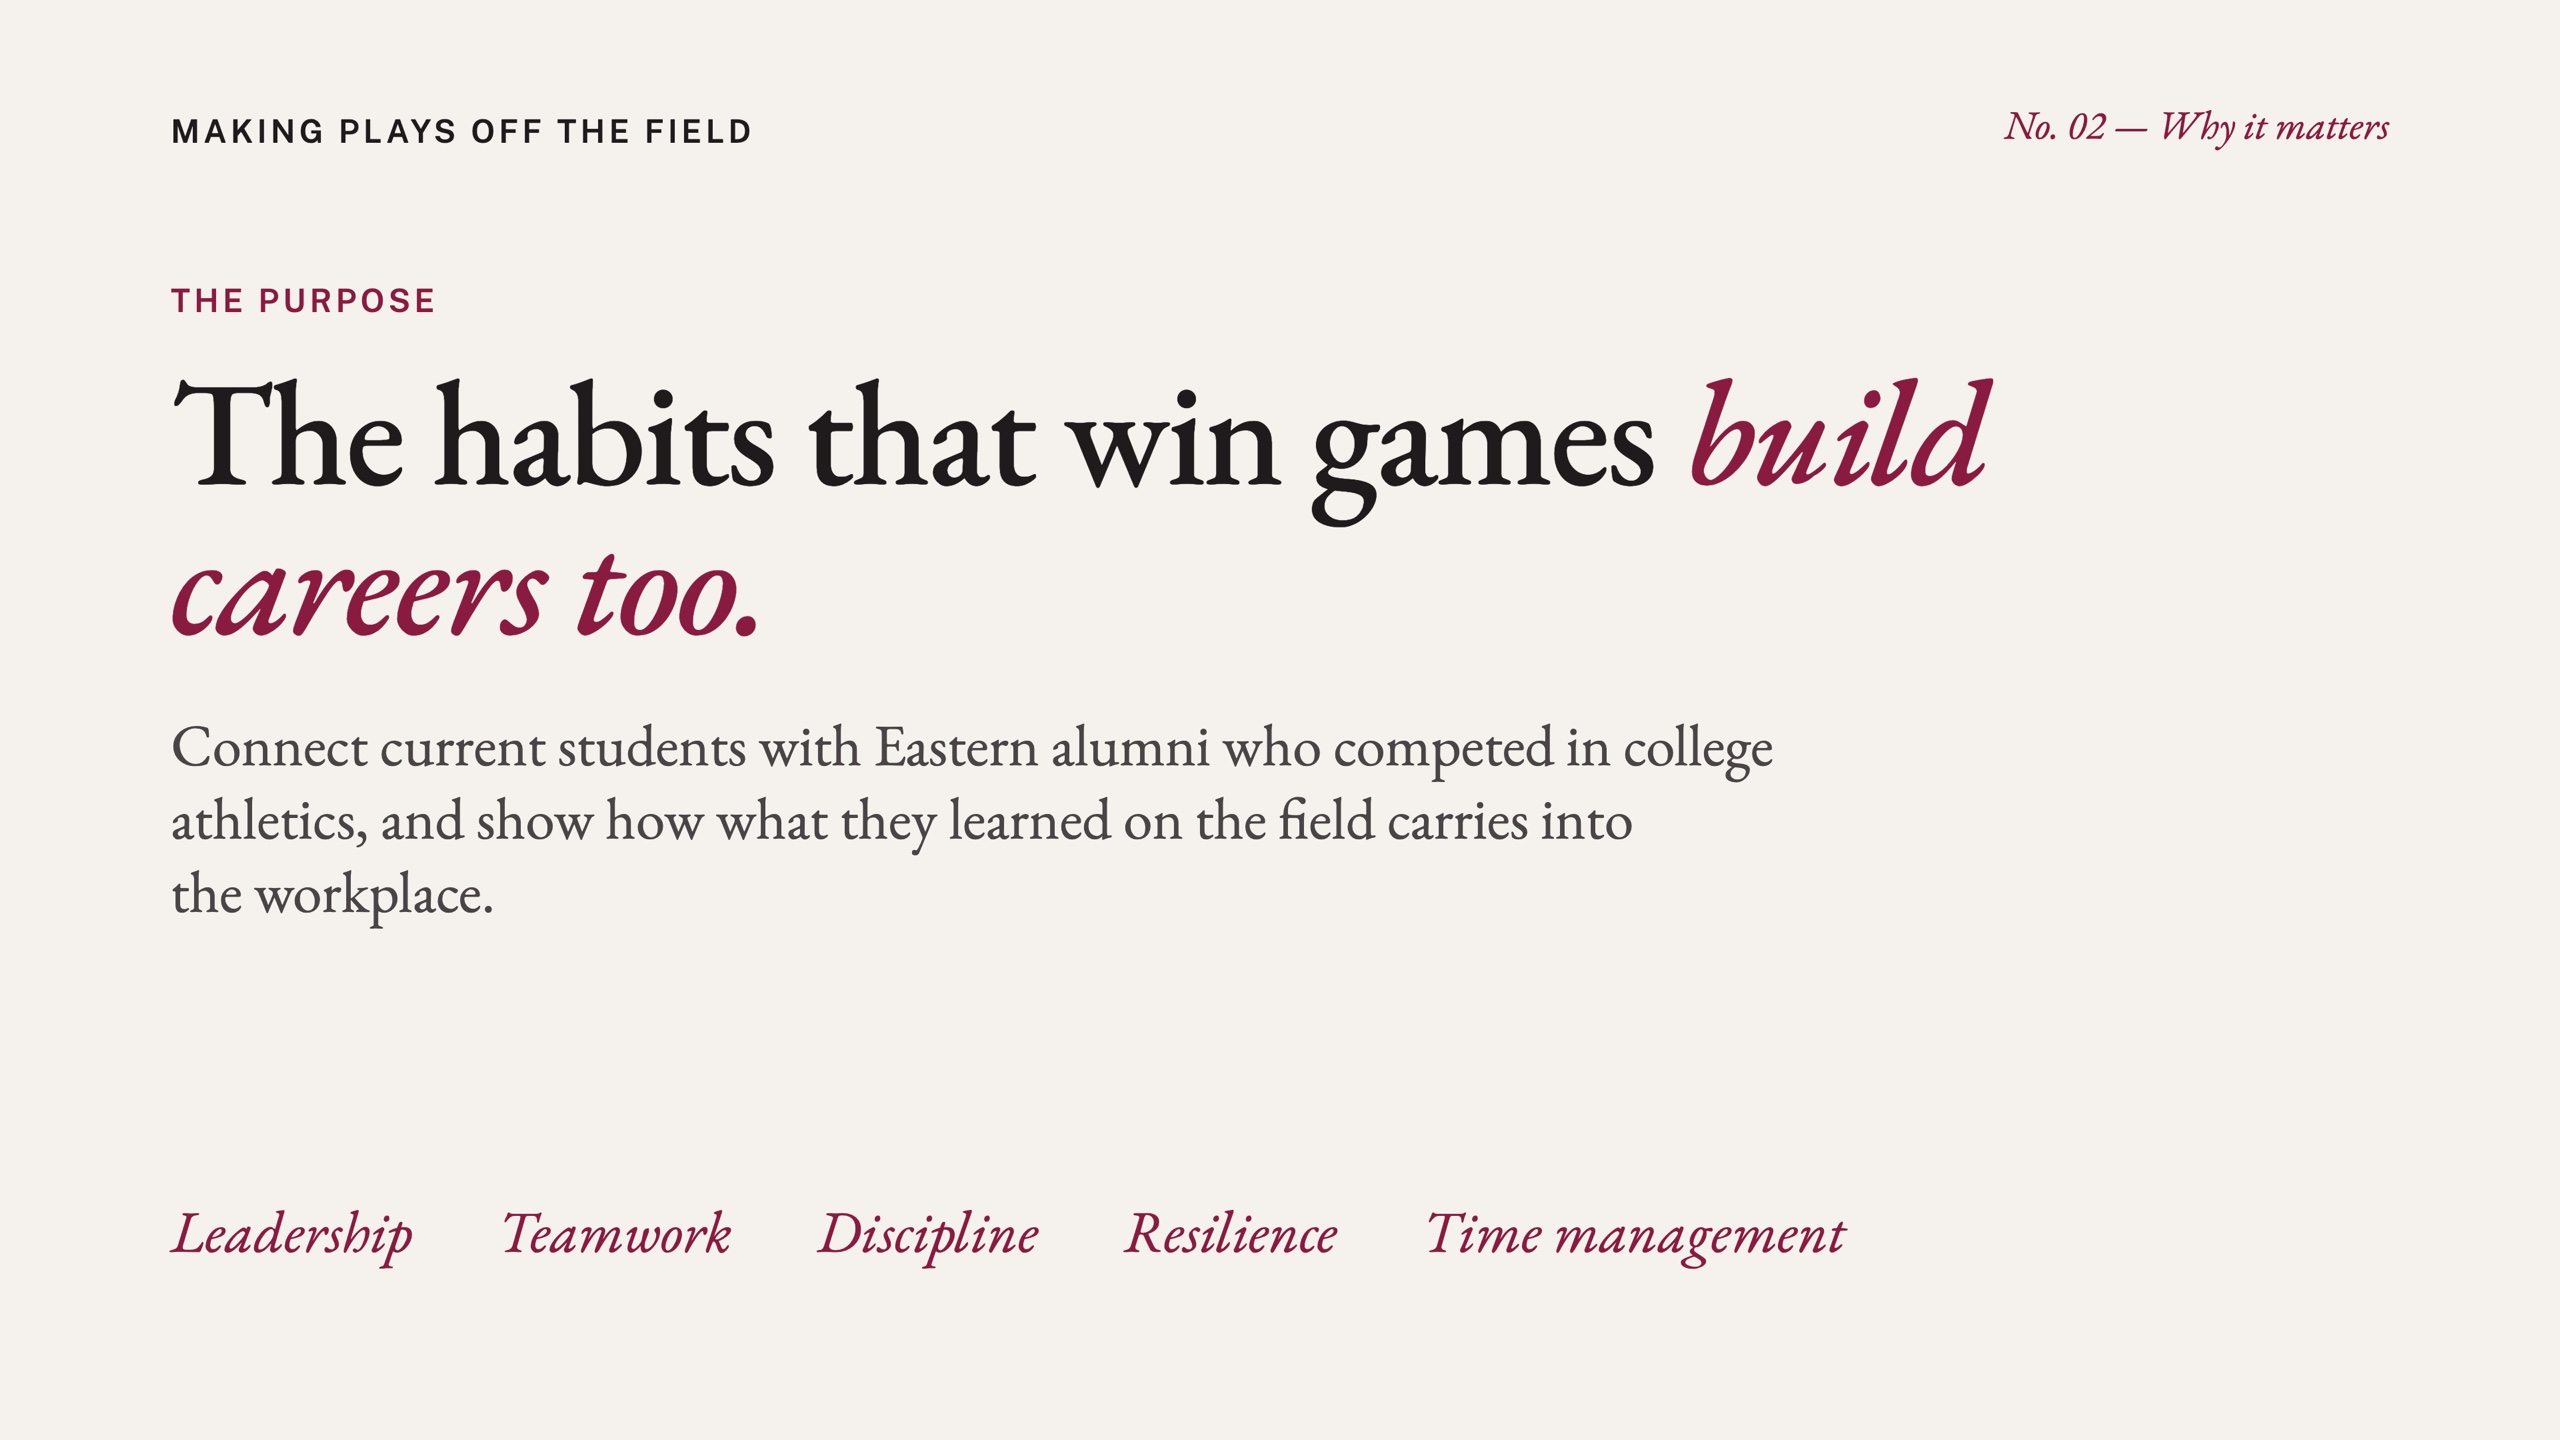 MAKING PLAYS OFF THE FIELD
No. 02 — Why it matters
THE PURPOSE
The habits that win games build
careers too.
Connect current students with Eastern alumni who competed in college
athletics, and show how what they learned on the field carries into
the workplace.
Leadership Teamwork Discipline Resilience Time management